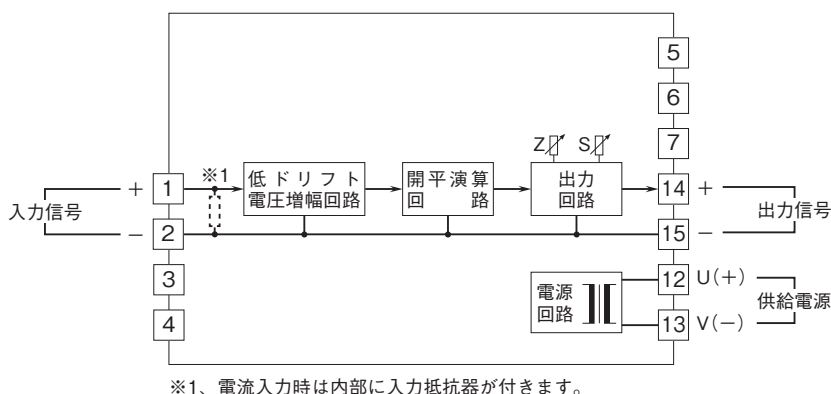 5
6
7
Z S
※1
+ 1
低ドリフト
電圧増幅回路
開平演算
回路
出力
回路
14 +
入力信号
出力信号
− 2
15 −
3
4
電源
回路
12 U(+)
供給電源
13 V(−)
※1、電流入力時は内部に入力抵抗器が付きます。